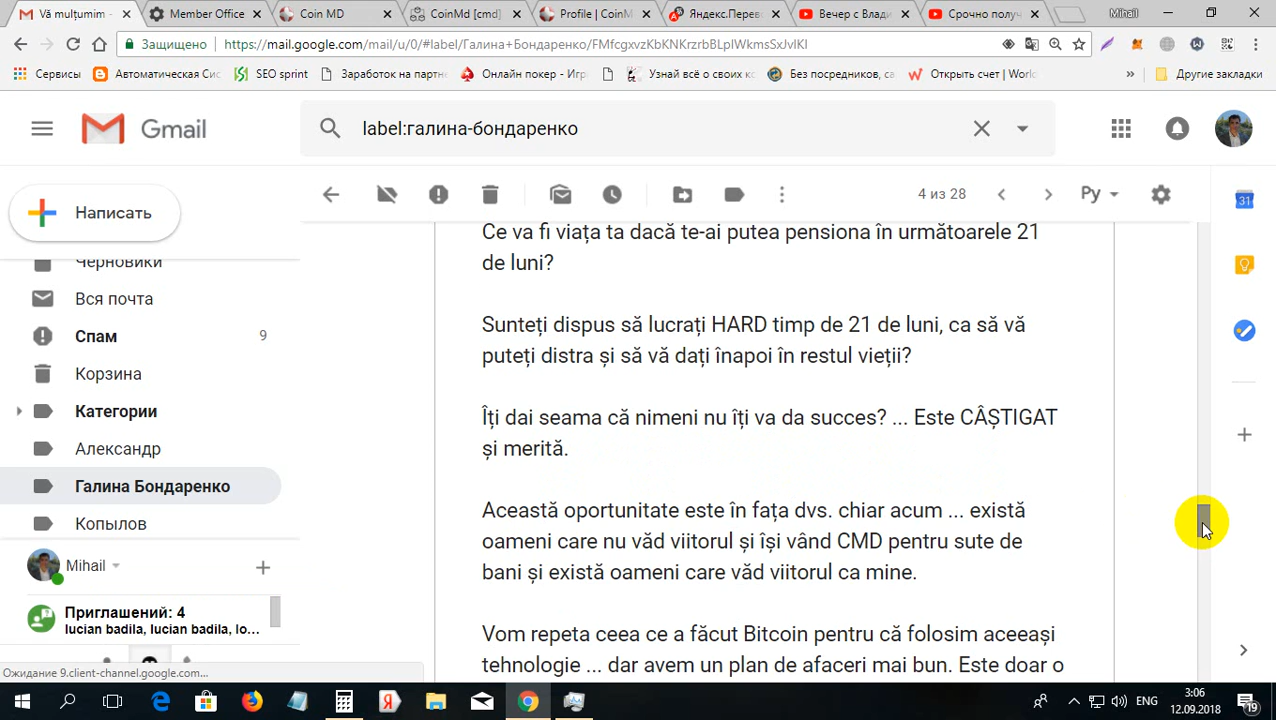 Vă mulțumim -
Member Office
Coin MD
CoinMd [cmd]
Profile | CoinM
Яндекс.Перев
Вечер с Влади
Срочно получ
Mihail
Защищено
https://mail.google.com/mail/u/0/#label/Галина+Бондаренко/FMfcgxvzKbKNKrzrbBLpIWkmsSxJvIKl
Сервисы
Автоматическая Сис
SEO sprint
Заработок на партне
Онлайн покер - Игр
Узнай всё о своих кс
Без посредников, са
Открыть счет | World
Другие закладки
Gmail
label:галина-бондаренко
Написать
4 из 28
Ру
31
Черновики
Вся почта
Спам 9
Корзина
Категории
Александр
Галина Бондаренко
Копылов
Mihail
Приглашений: 4
lucian badila, lucian badila, lo...
Ожидание 9.client-channel.google.com...
Ce va fi viața ta dacă te-ai putea pensiona în următoarele 21
de luni?
Sunteți dispus să lucrați HARD timp de 21 de luni, ca să vă
puteți distra și să vă dați înapoi în restul vieții?
Îți dai seama că nimeni nu îți va da succes? ... Este CÂȘTIGAT
și merită.
Această oportunitate este în fața dvs. chiar acum ... există
oameni care nu văd viitorul și își vând CMD pentru sute de
bani și există oameni care văd viitorul ca mine.
Vom repeta ceea ce a făcut Bitcoin pentru că folosim aceeași
tehnologie ... dar avem un plan de afaceri mai bun. Este doar o
ENG
3:06
12.09.2018
19